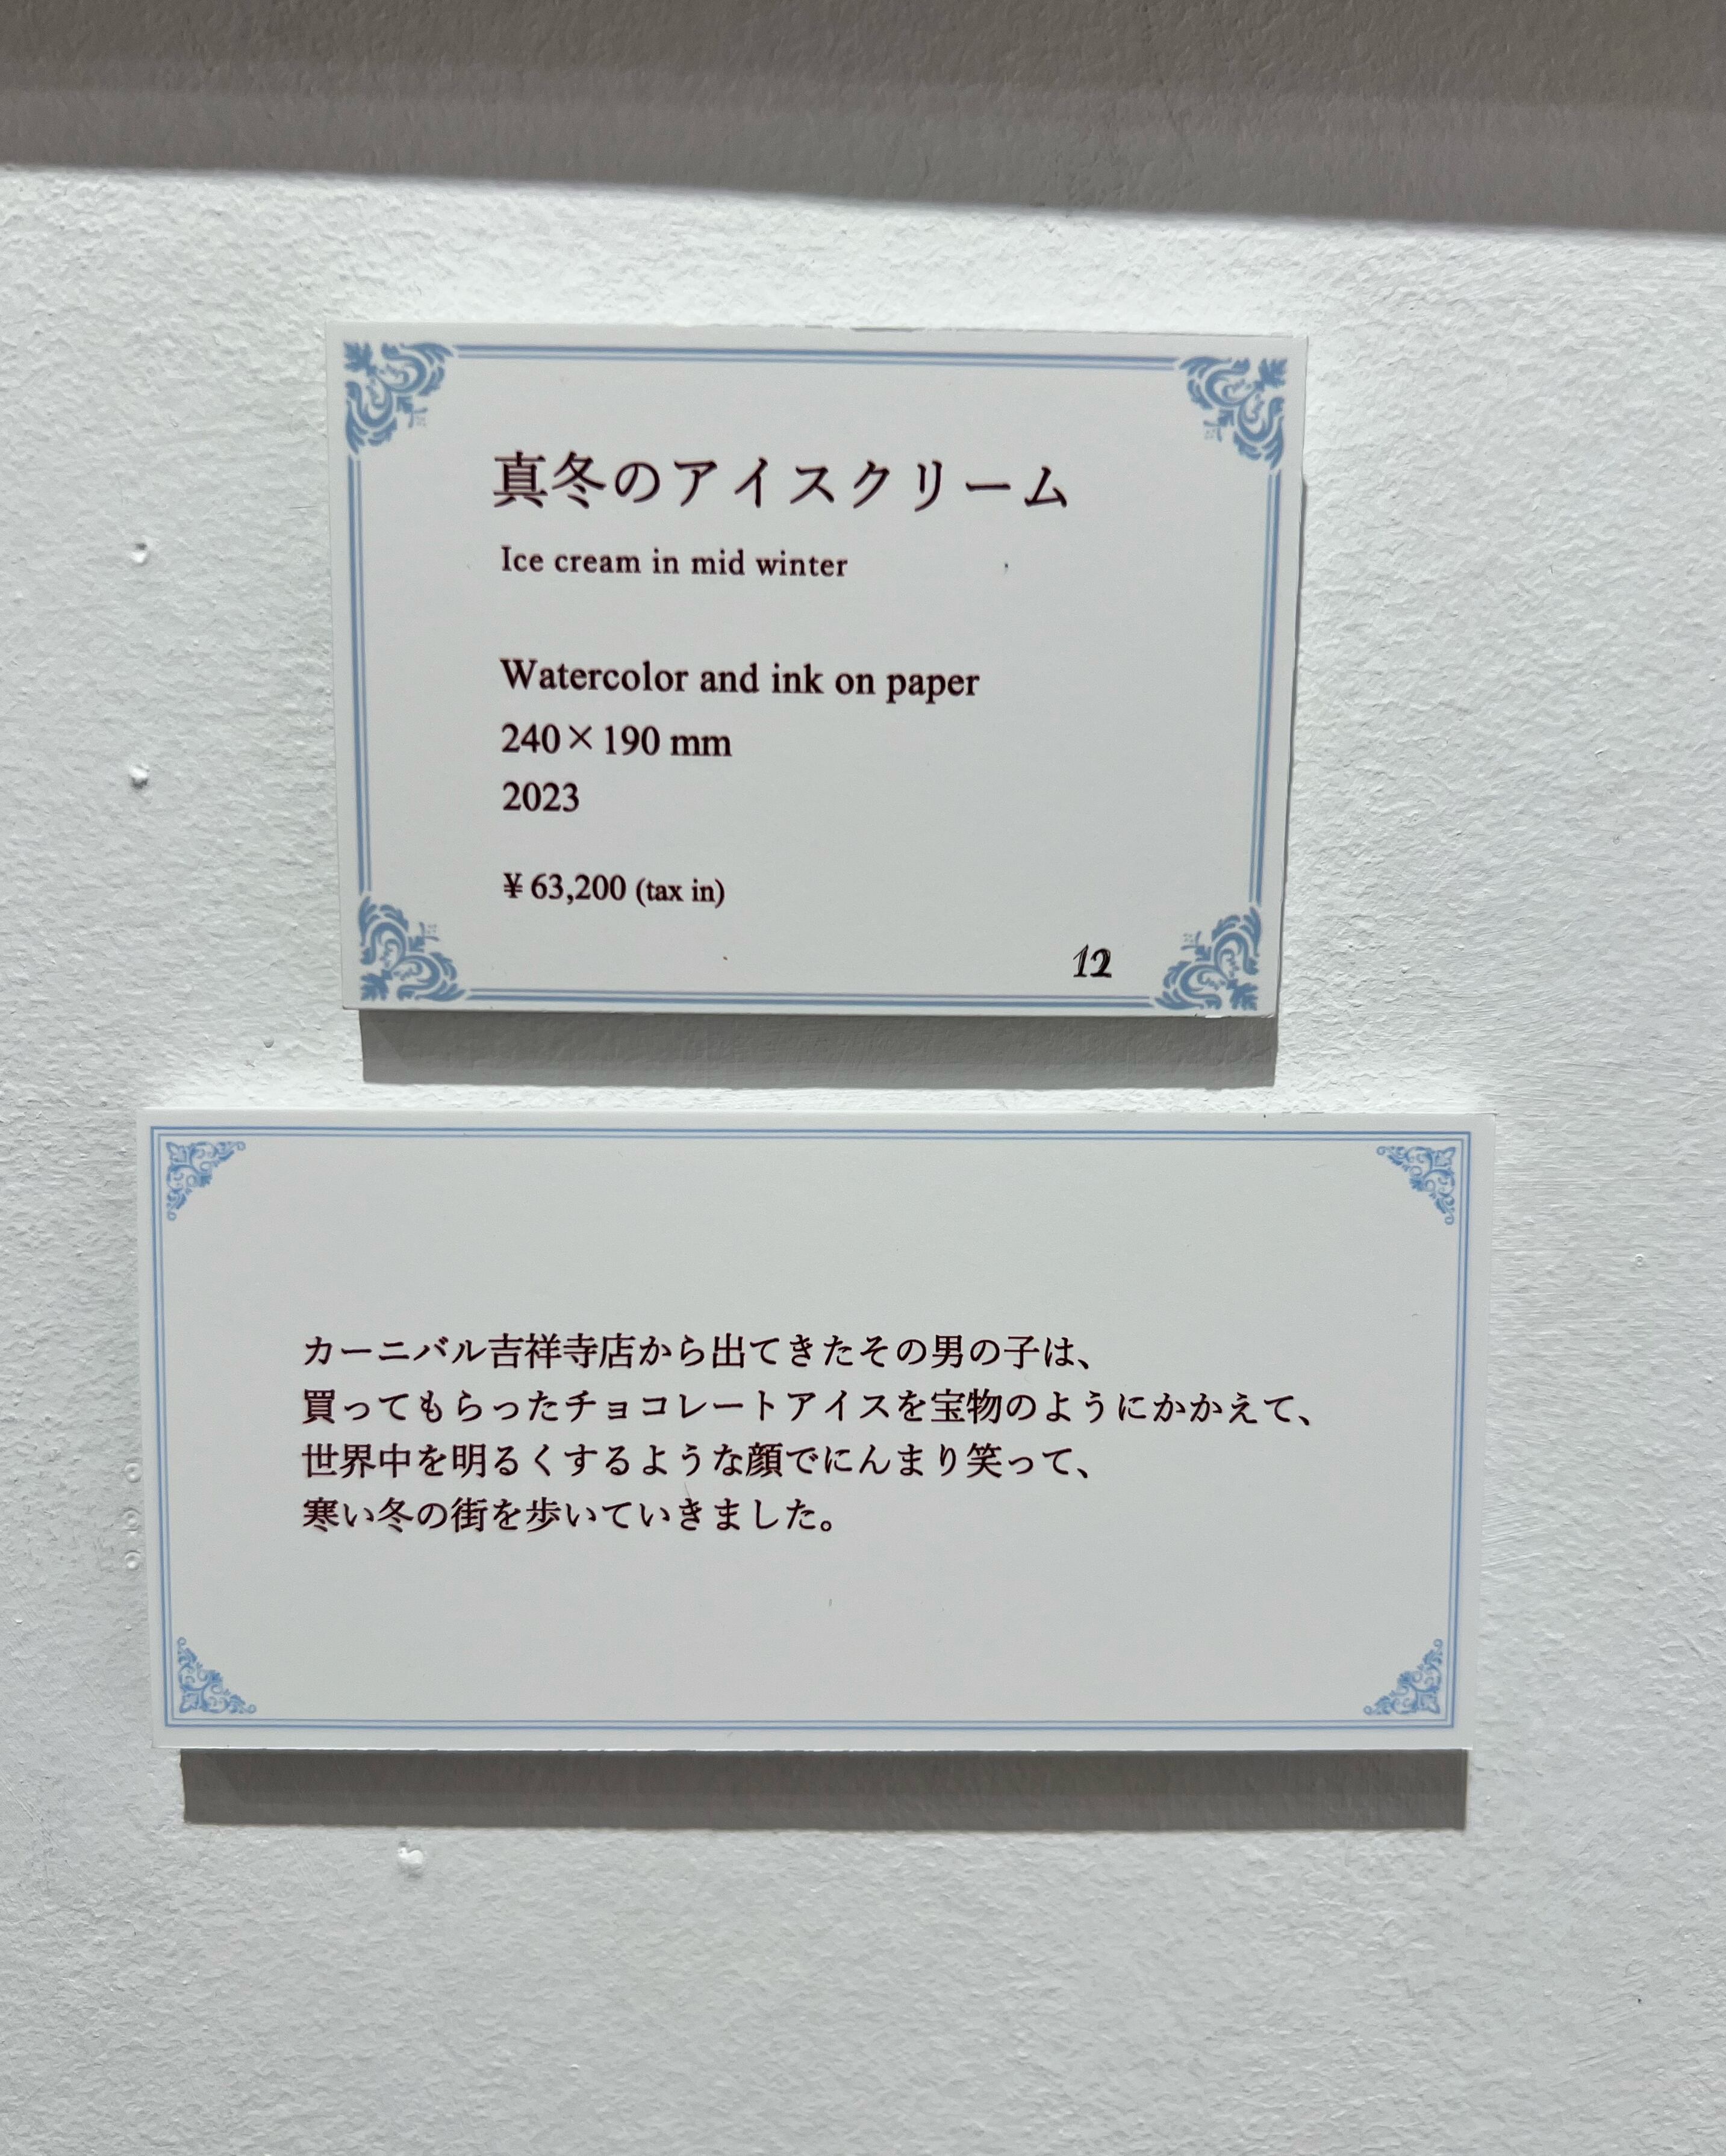 真冬のアイスクリーム
Ice cream in mid winter
Watercolor and ink on paper
240×190 mm
2023
¥ 63,200 (tax in)
12
カーニバル吉祥寺店から出てきたその男の子は、
買ってもらったチョコレートアイスを宝物のようにかかえて、
世界中を明るくするような顔でにんまり笑って、
寒い冬の街を歩いていきました。